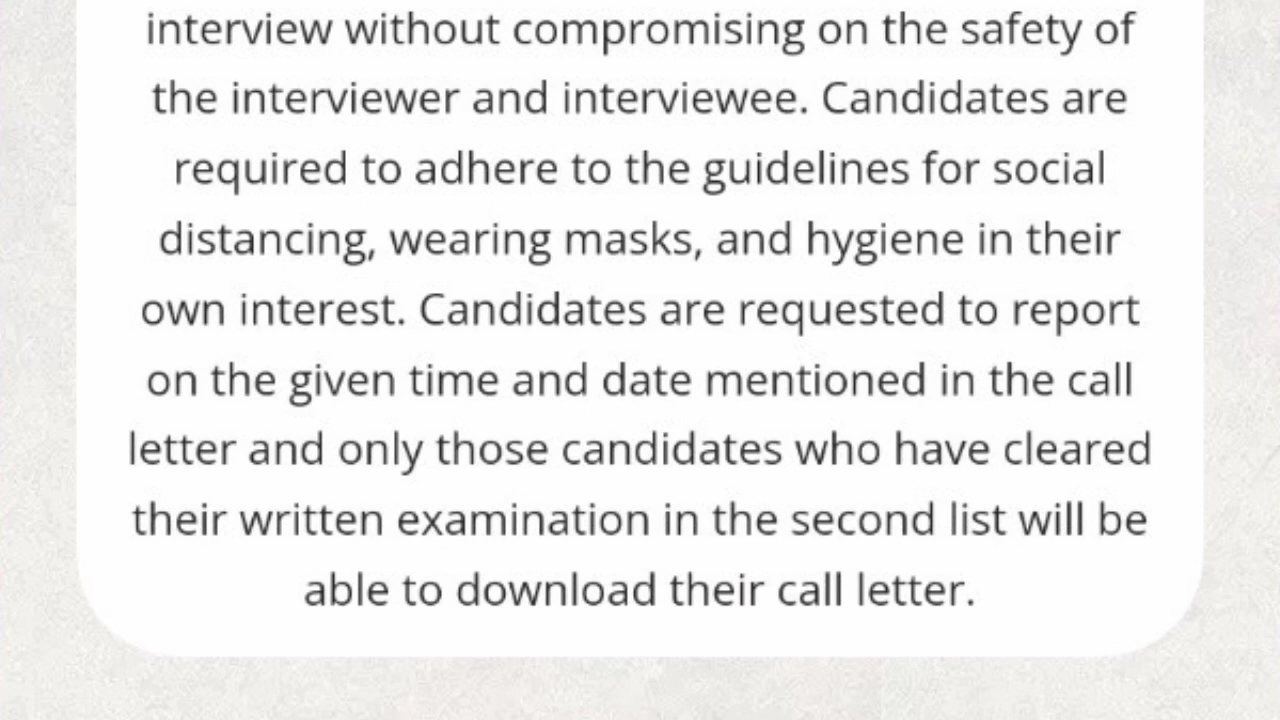 interview without compromising on the safety of
the interviewer and interviewee. Candidates are
required to adhere to the guidelines for social
distancing, wearing masks, and hygiene in their
own interest. Candidates are requested to report
on the given time and date mentioned in the call
letter and only those candidates who have cleared
their written examination in the second list will be
able to download their call letter.